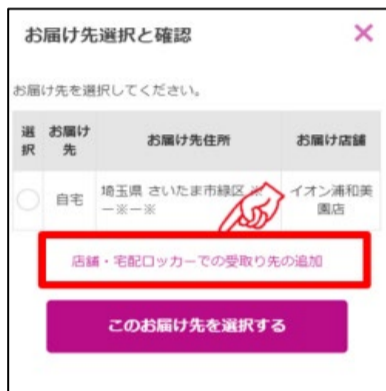 お届け先選択と確認 ×
お届け先を選択してください。
選択 お届け先 お届け先住所 お届け店舗
自宅 埼玉県 さいたま市緑区 ※－※－※ イオン浦和美園店
店舗・宅配ロッカーでの受取り先の追加
このお届け先を選択する